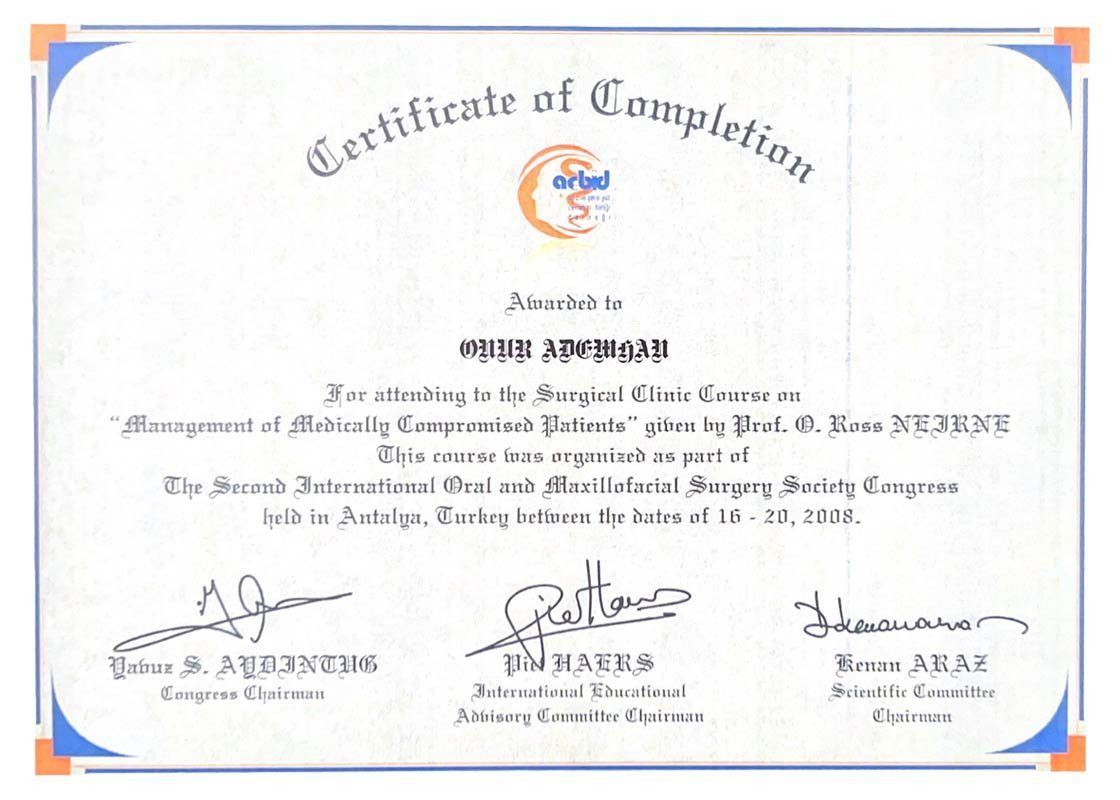 Certificate of Completion
acbid
Awarded to
ONUR ADEMHAN
For attending to the Surgical Clinic Course on
“Management of Medically Compromised Patients” given by Prof. O. Ross NEIRNE
This course was organized as part of
The Second International Oral and Maxillofacial Surgery Society Congress
held in Antalya, Turkey between the dates of 16 - 20, 2008.
Yavuz S. AYDINTUG
Congress Chairman
Piet HAERS
International Educational
Advisory Committee Chairman
Kenan ARAZ
Scientific Committee
Chairman